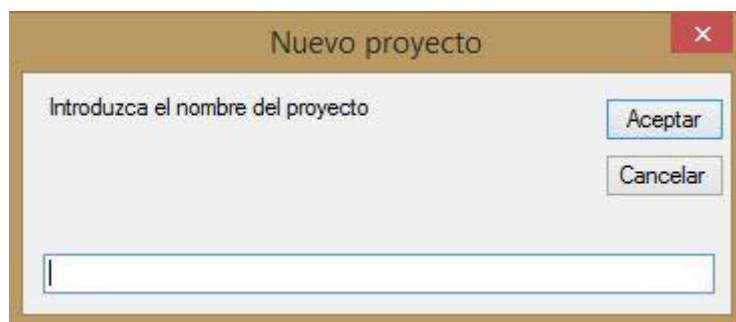 Nuevo proyecto
Introduzca el nombre del proyecto
Aceptar
Cancelar